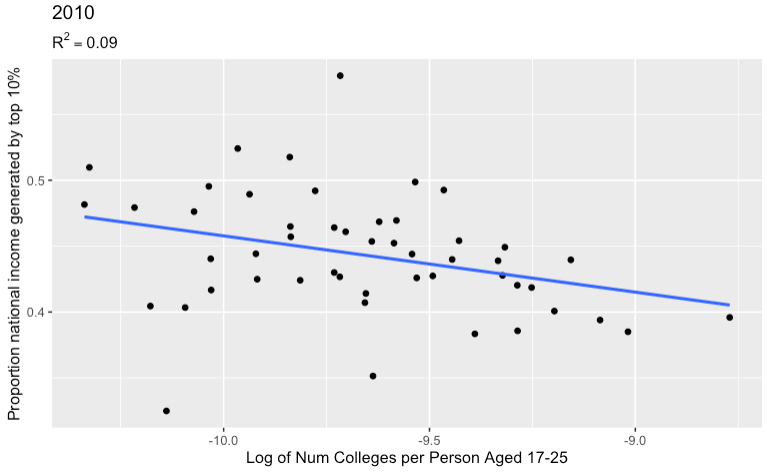 2010
R² = 0.09
Proportion national income generated by top 10%
0.5
0.4
-10.0
-9.5
-9.0
Log of Num Colleges per Person Aged 17-25